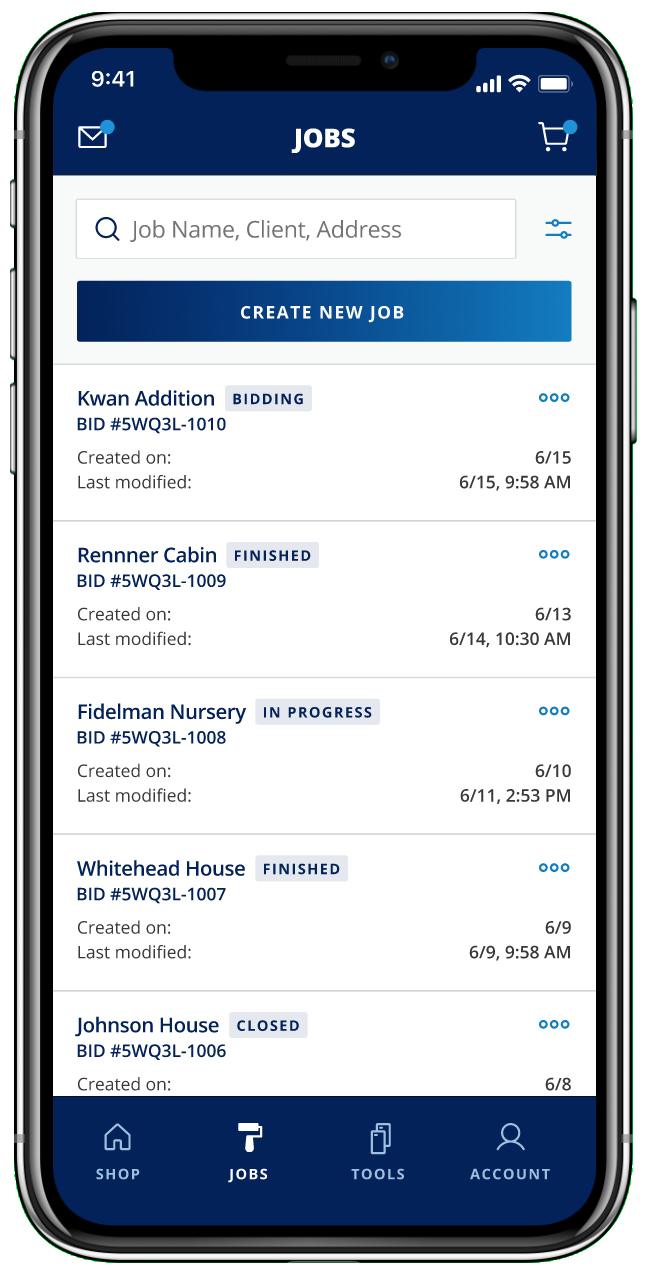 9:41
JOBS
Job Name, Client, Address
CREATE NEW JOB
Kwan Addition BIDDING
BID #5WQ3L-1010
Created on: 6/15
Last modified: 6/15, 9:58 AM
Rennner Cabin FINISHED
BID #5WQ3L-1009
Created on: 6/13
Last modified: 6/14, 10:30 AM
Fidelman Nursery IN PROGRESS
BID #5WQ3L-1008
Created on: 6/10
Last modified: 6/11, 2:53 PM
Whitehead House FINISHED
BID #5WQ3L-1007
Created on: 6/9
Last modified: 6/9, 9:58 AM
Johnson House CLOSED
BID #5WQ3L-1006
Created on: 6/8
SHOP JOBS TOOLS ACCOUNT